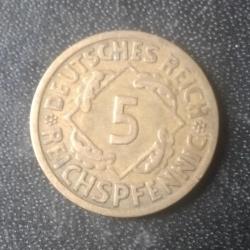 DEUTSCHES REICH
5
REICHSPFENNIG